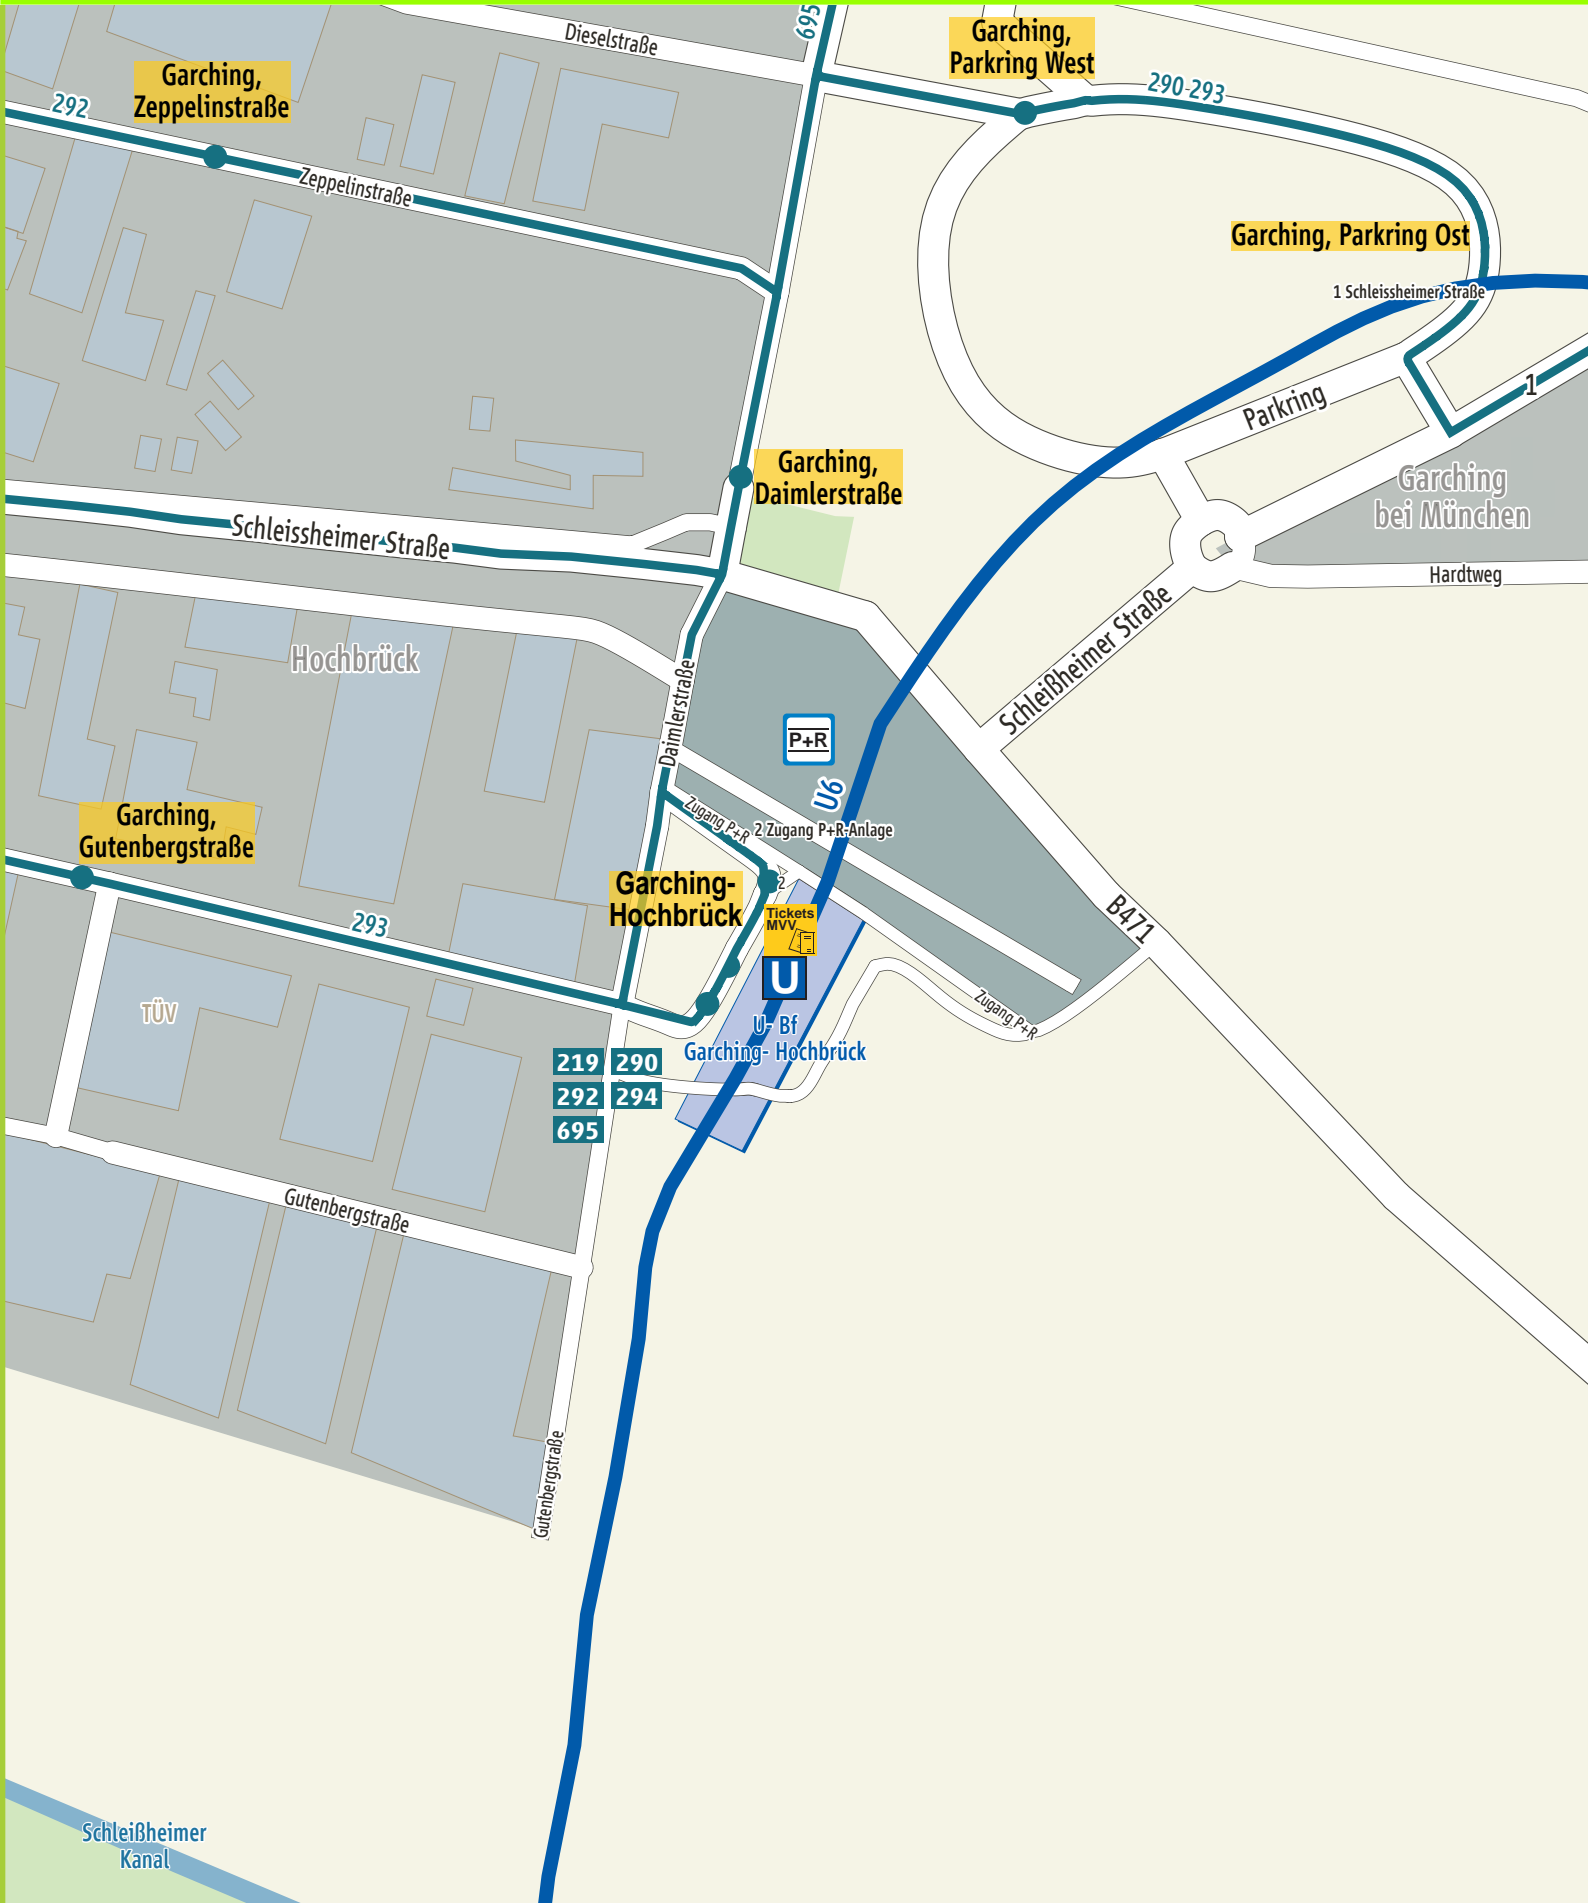 695
Dieselstraße
Garching,
Parkring West
Garching,
Zeppelinstraße
292
290 293
Zeppelinstraße
Garching, Parkring Ost
1 Schleissheimer Straße
1
Parkring
Garching,
Daimlerstraße
Garching
bei München
Schleissheimer Straße
Hardtweg
Schleißheimer Straße
Hochbrück
Daimlerstraße
P+R
U6
Zugang P+R
2 Zugang P+R-Anlage
Garching,
Gutenbergstraße
2
Garching-
Hochbrück
Tickets
MVV
B471
293
U
TÜV
Zugang P+R
U- Bf
Garching- Hochbrück
219 290
292 294
695
Gutenbergstraße
Gutenbergstraße
Schleißheimer
Kanal